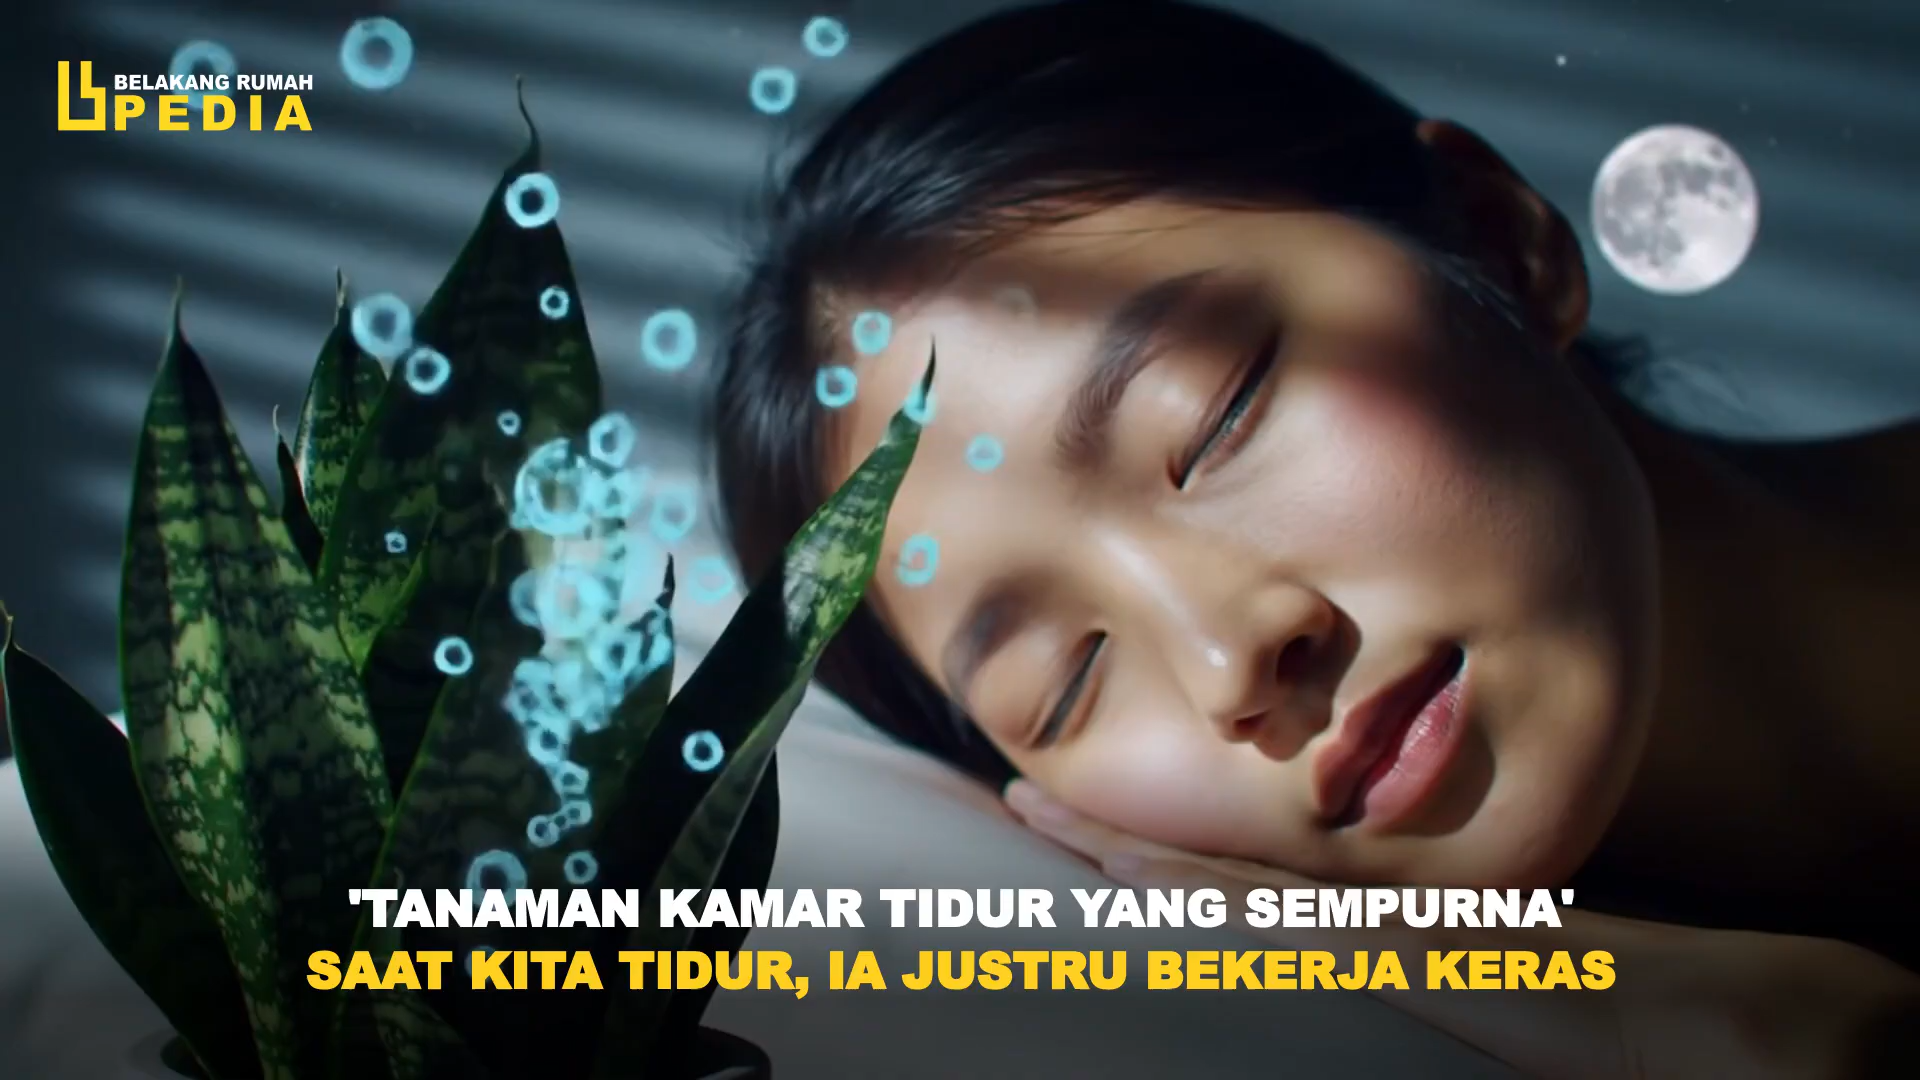 BELAKANG RUMAH
PEDIA
'TANAMAN KAMAR TIDUR YANG SEMPURNA'
SAAT KITA TIDUR, IA JUSTRU BEKERJA KERAS